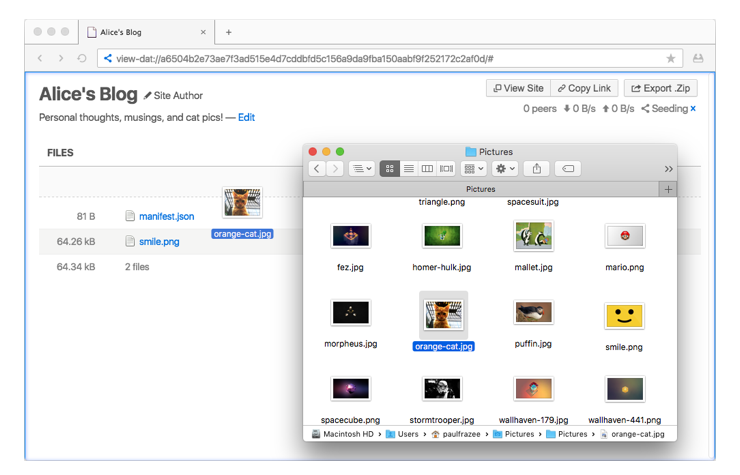 Alice's Blog
view-dat://a6504b2e73ae7f3ad515e4d7cddbfd5c156a9da9fba150aabf9f252172c2af0d/#
Alice's Blog Site Author
View Site Copy Link Export .Zip
0 peers 0 B/s 0 B/s Seeding ×
Personal thoughts, musings, and cat pics! — Edit
FILES
81 B manifest.json
64.26 kB smile.png
64.34 kB 2 files
orange-cat.jpg
Pictures
Pictures
triangle.png spacesuit.jpg
fez.jpg homer-hulk.jpg mallet.jpg mario.png
morpheus.jpg orange-cat.jpg puffin.jpg smile.png
spacecube.png stormtrooper.jpg wallhaven-179.jpg wallhaven-441.png
Macintosh HD › Users › paulfrazee › Pictures › Pictures › orange-cat.jpg